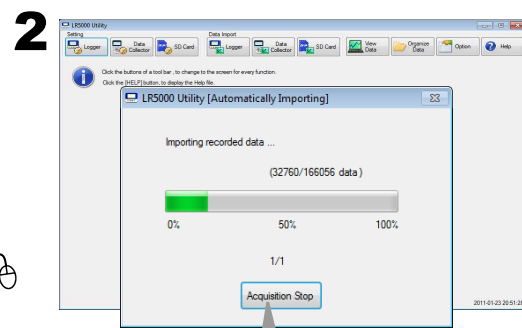 2
LR5000 Utility
Setting
Data Import
Logger
Data Collector
SD Card
Logger
Data Collector
SD Card
View Data
Organize Data
Option
Help
Click the buttons of a tool bar , to change to the screen for every function.
Click the [HELP] button, to display the Help file.
LR5000 Utility [Automatically Importing]
Importing recorded data ...
(32760/166056 data)
0%
50%
100%
1/1
Acquisition Stop
2011-01-23 20:51:28